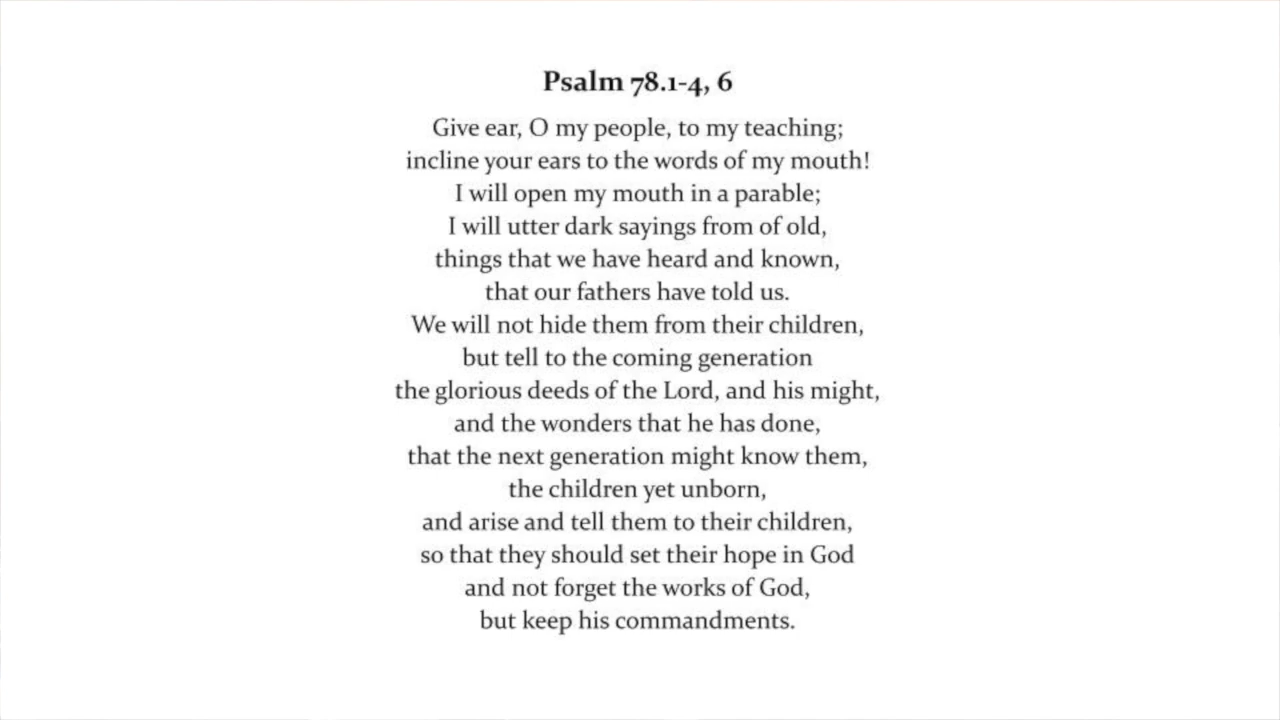 Psalm 78.1-4, 6
Give ear, O my people, to my teaching;
incline your ears to the words of my mouth!
I will open my mouth in a parable;
I will utter dark sayings from of old,
things that we have heard and known,
that our fathers have told us.
We will not hide them from their children,
but tell to the coming generation
the glorious deeds of the Lord, and his might,
and the wonders that he has done,
that the next generation might know them,
the children yet unborn,
and arise and tell them to their children,
so that they should set their hope in God
and not forget the works of God,
but keep his commandments.